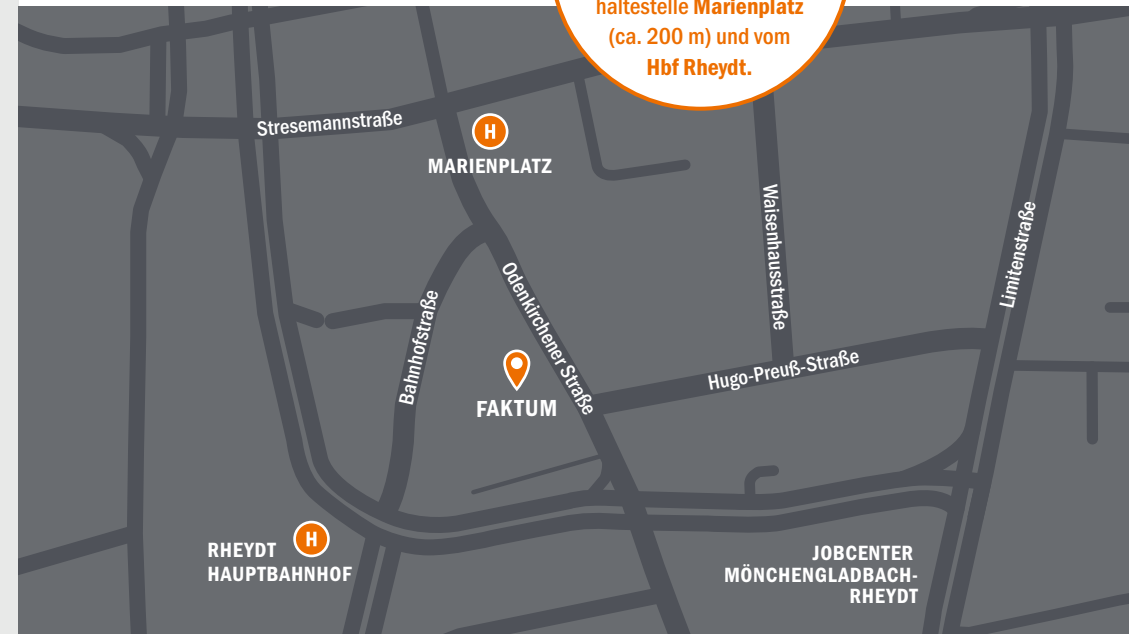 haltestelle Marienplatz
(ca. 200 m) und vom
Hbf Rheydt.
Stresemannstraße
H
MARIENPLATZ
Waisenhausstraße
Limitenstraße
Odenkirchener Straße
Bahnhofstraße
Hugo-Preuß-Straße
FAKTUM
H
RHEYDT
HAUPTBAHNHOF
JOBCENTER
MÖNCHENGLADBACH-
RHEYDT